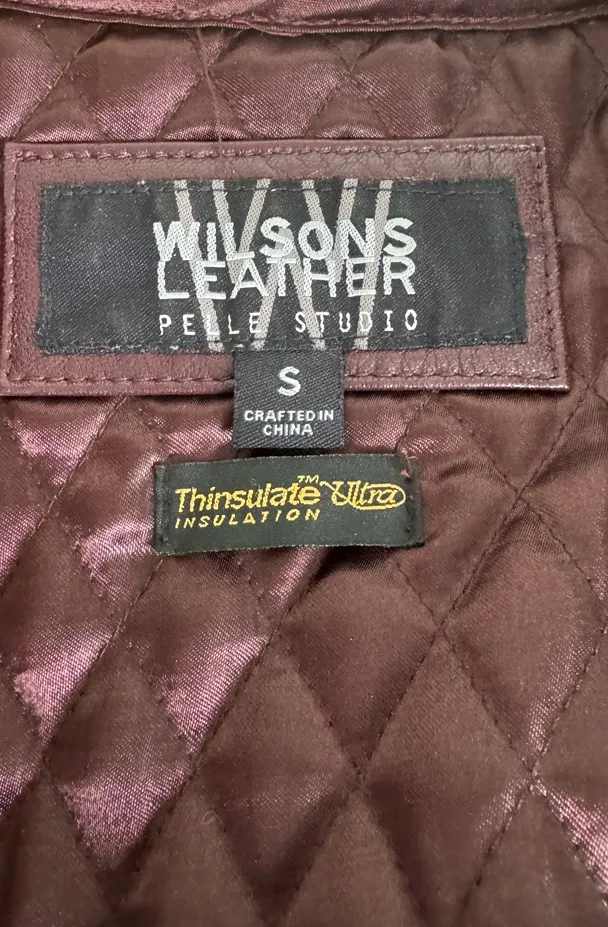 WILSONS
LEATHER
PELLE STUDIO
S
CRAFTED IN
CHINA
Thinsulate™ Ultra
INSULATION